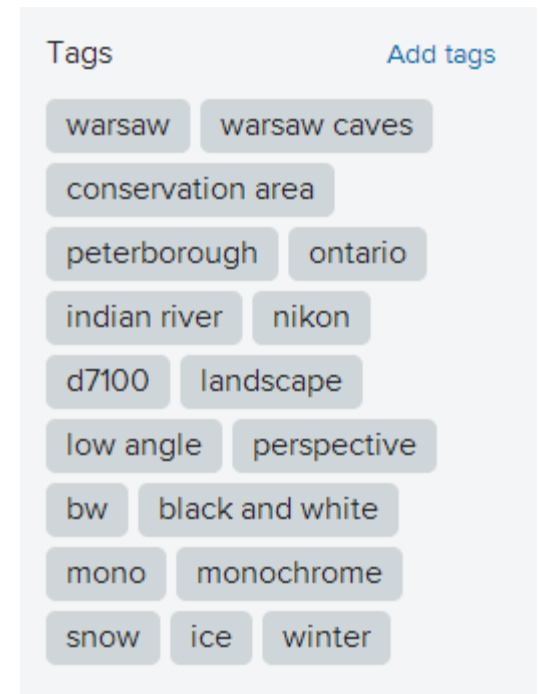 Tags Add tags
warsaw warsaw caves
conservation area
peterborough ontario
indian river nikon
d7100 landscape
low angle perspective
bw black and white
mono monochrome
snow ice winter